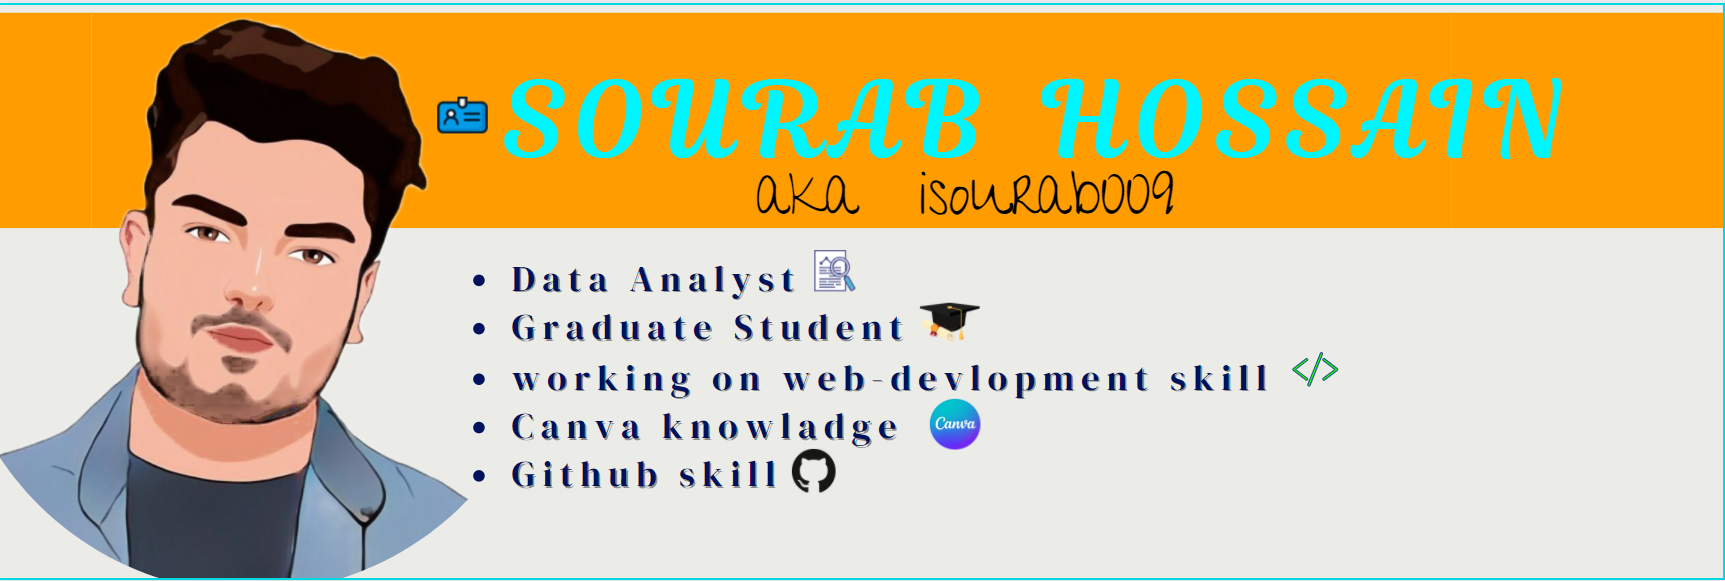 SOURAB HOSSAIN
aka isourab009
Data Analyst
Graduate Student
working on web-devlopment skill </>
Canva knowladge Canva
Github skill